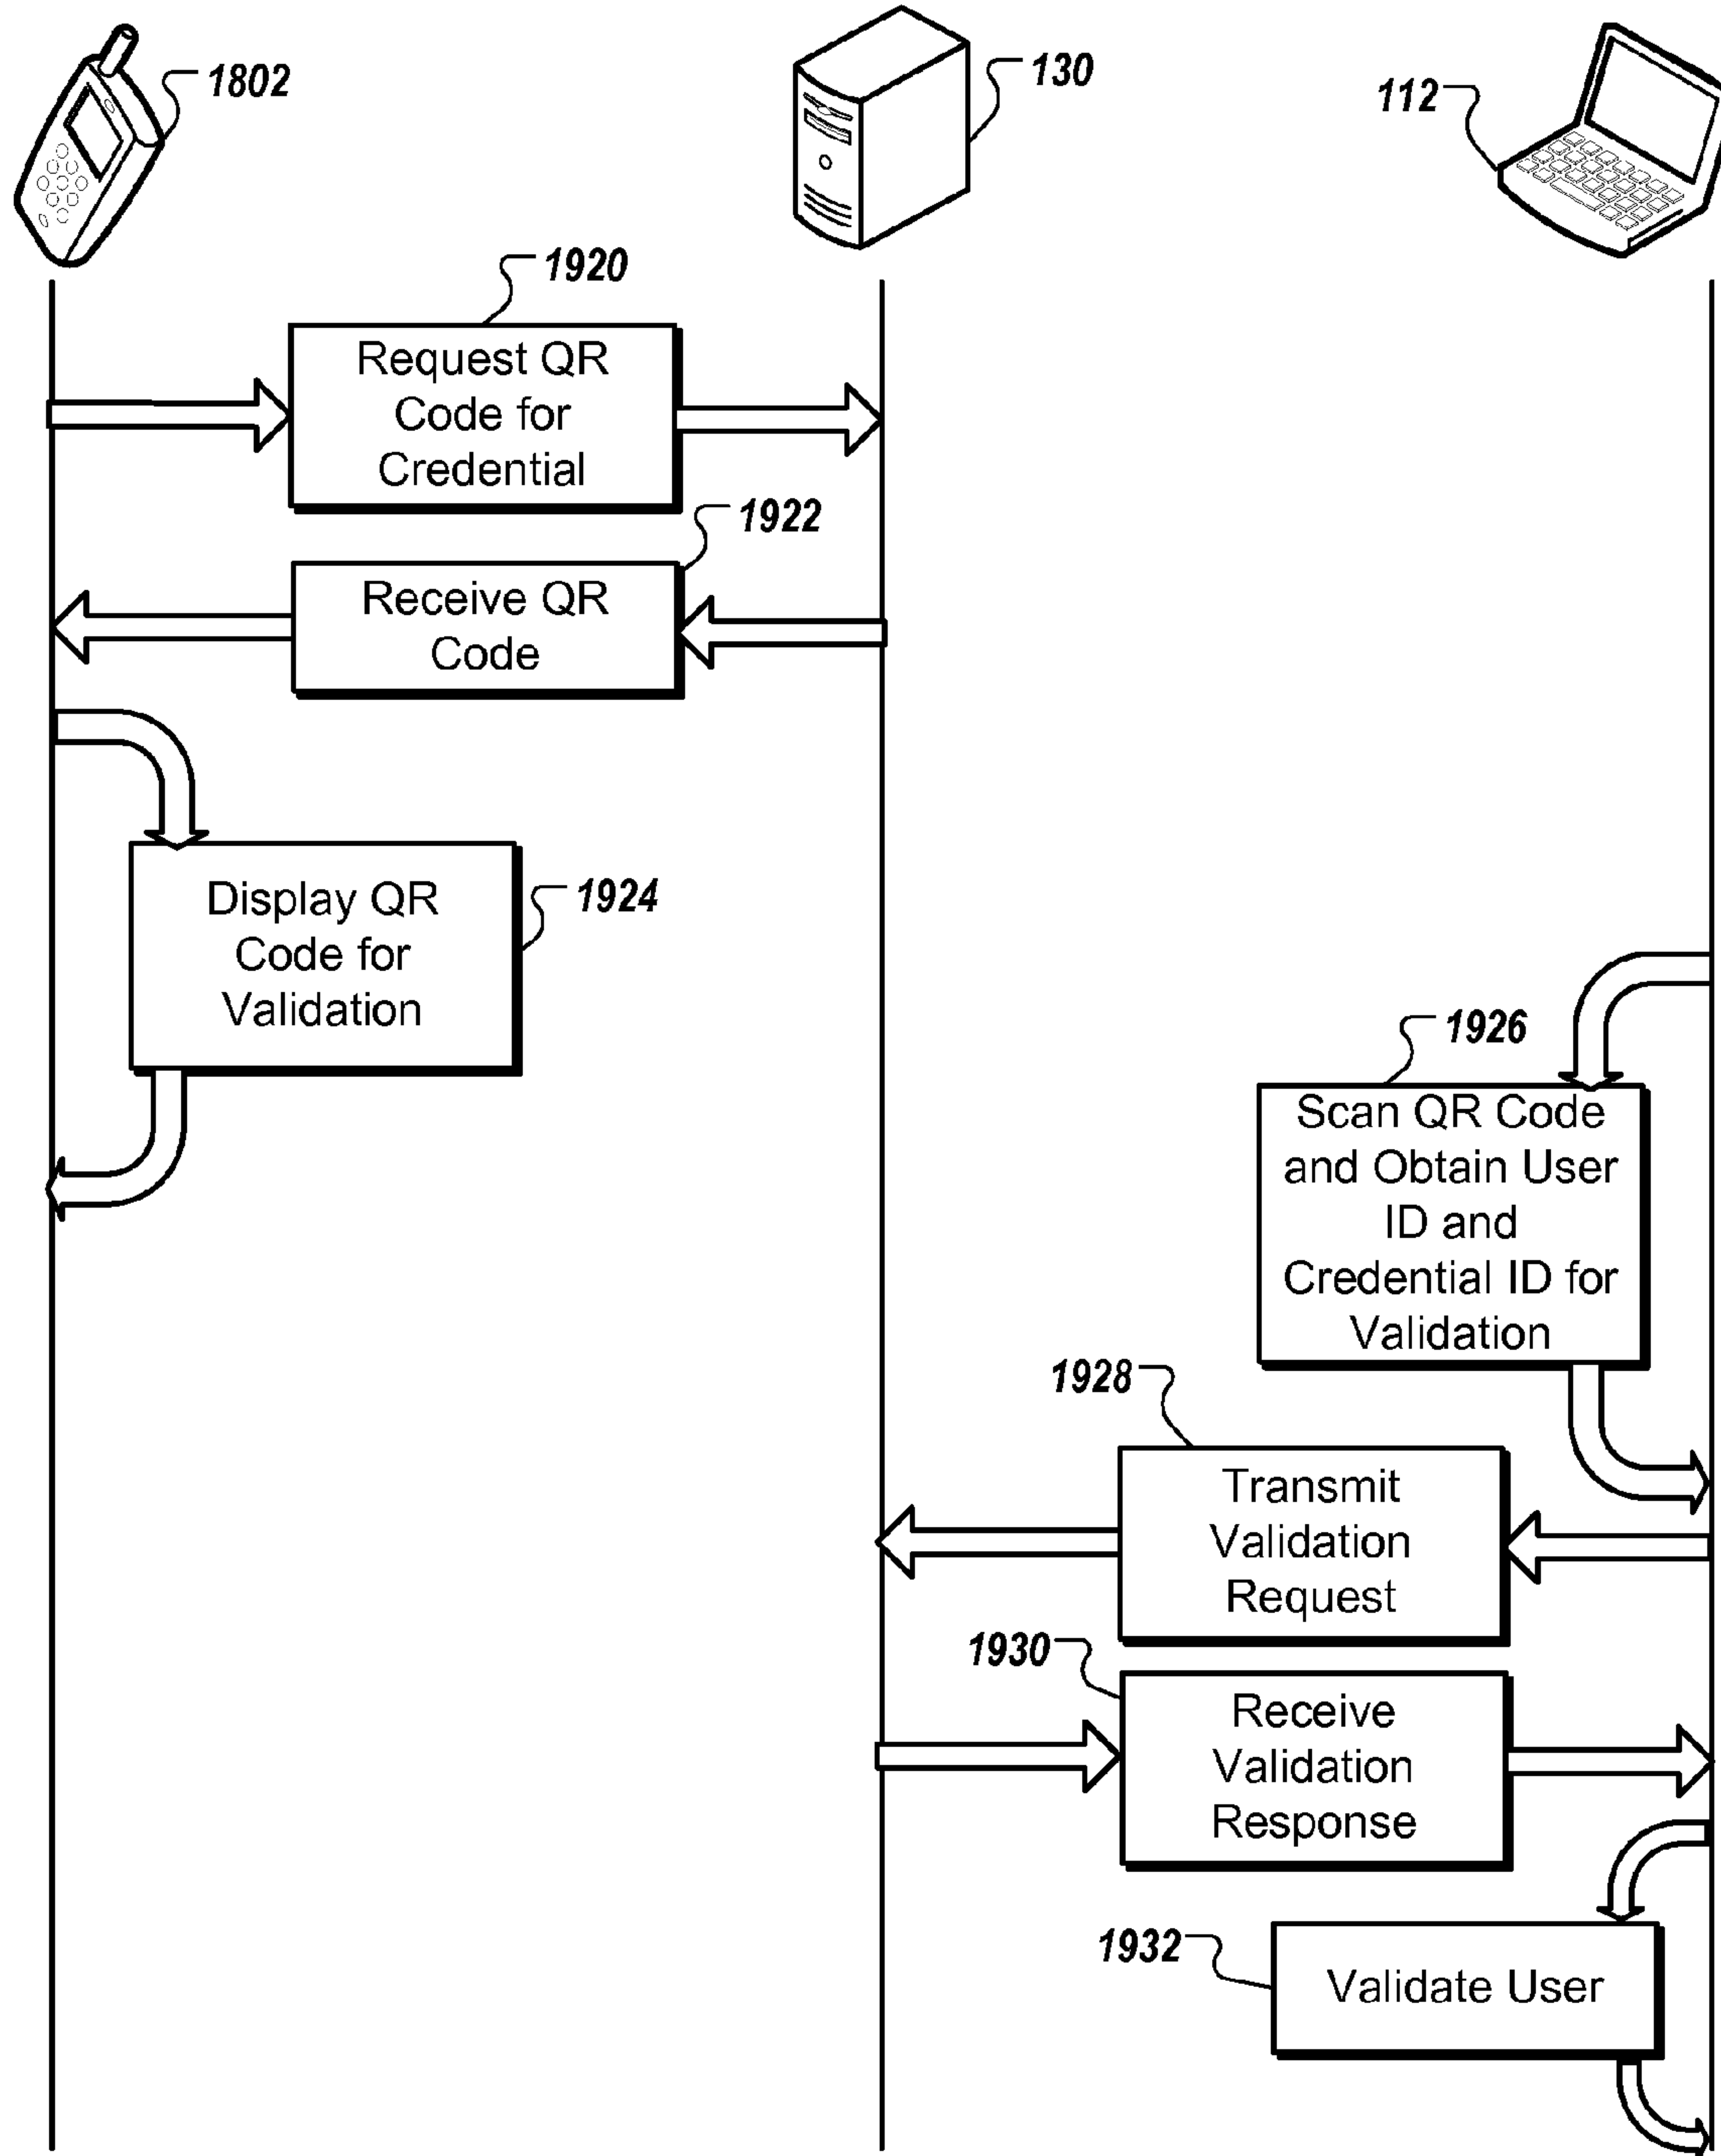 1802
130
112
1920
Request QR
Code for
Credential
1922
Receive QR
Code
Display QR
Code for
Validation
1924
1926
Scan QR Code
and Obtain User
ID and
Credential ID for
Validation
1928
Transmit
Validation
Request
1930
Receive
Validation
Response
1932
Validate User